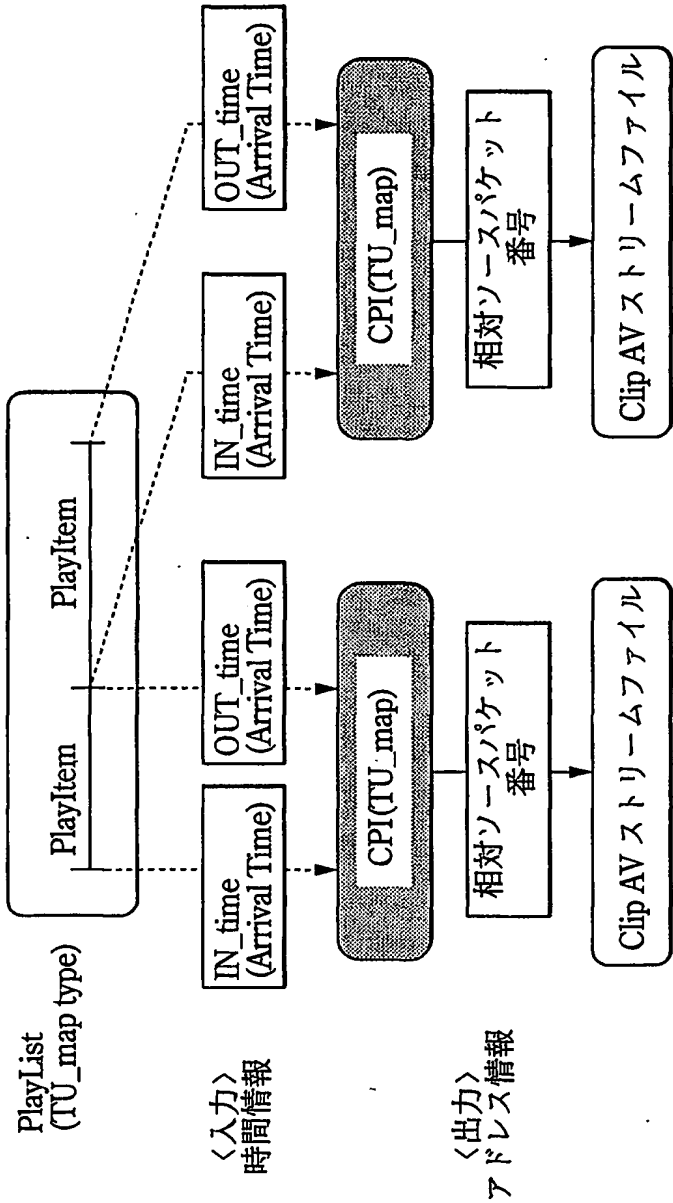 PlayList
(TU_map type)
PlayItem
PlayItem
〈入力〉
時間情報
IN_time
(Arrival Time)
OUT_time
(Arrival Time)
IN_time
(Arrival Time)
OUT_time
(Arrival Time)
CPI(TU_map)
CPI(TU_map)
〈出力〉
アドレス情報
相対ソースパケット
番号
相対ソースパケット
番号
Clip AV ストリームファイル
Clip AV ストリームファイル